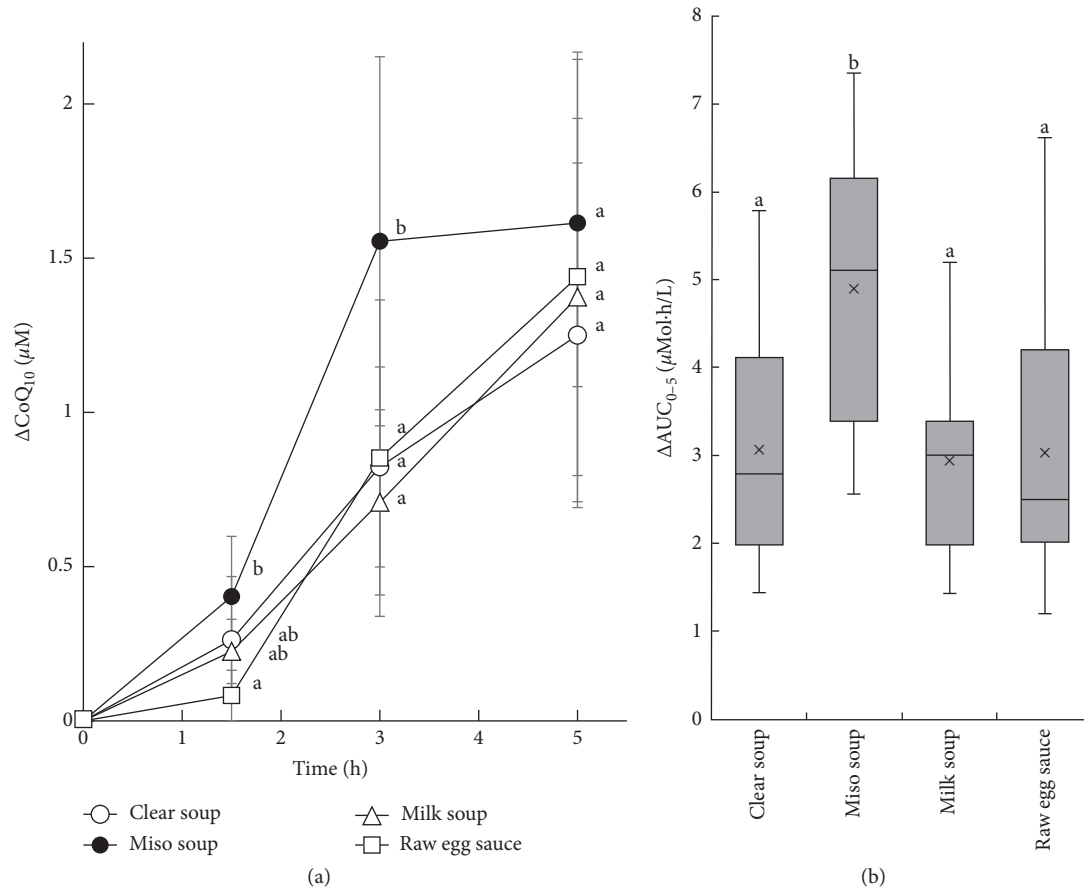 2
1.5
1
0.5
0
ΔCoQ₁₀ (μM)
b
a
a
a
a
a
a
a
b
ab
ab
a
0 1 2 3 4 5
Time (h)
Clear soup
Miso soup
Milk soup
Raw egg sauce
(a)
8
7
6
5
4
3
2
1
0
ΔAUC₀₋₅ (μMol·h/L)
a
b
a
a
Clear soup
Miso soup
Milk soup
Raw egg sauce
(b)